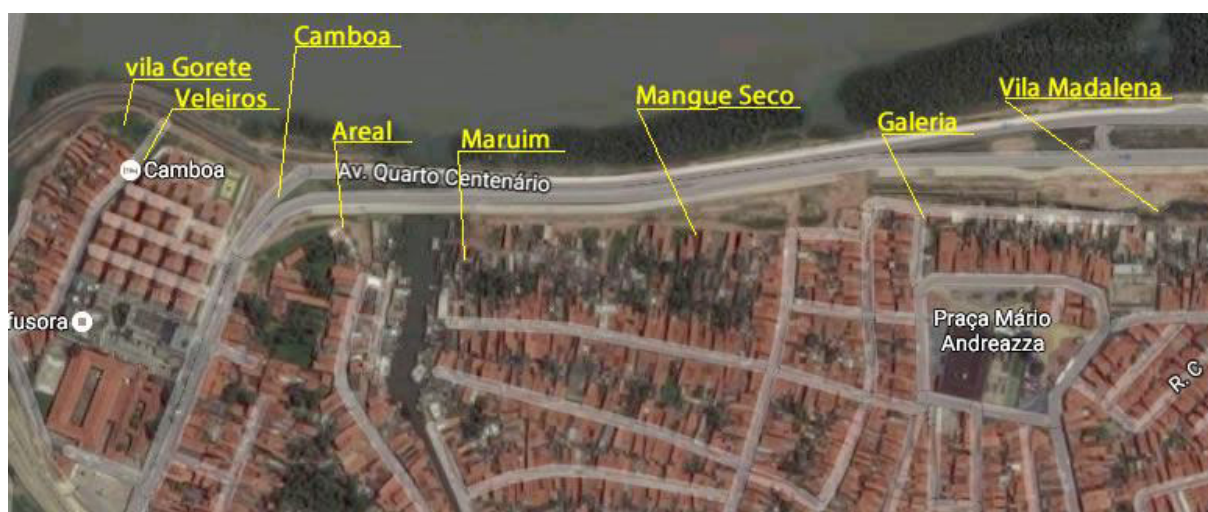 Camboa
vila Gorete
Veleiros
Mangue Seco
Vila Madalena
Areal
Maruim
Galeria
Camboa
Av. Quarto Centenário
fusora
Praça Mário
Andreazza
R. C